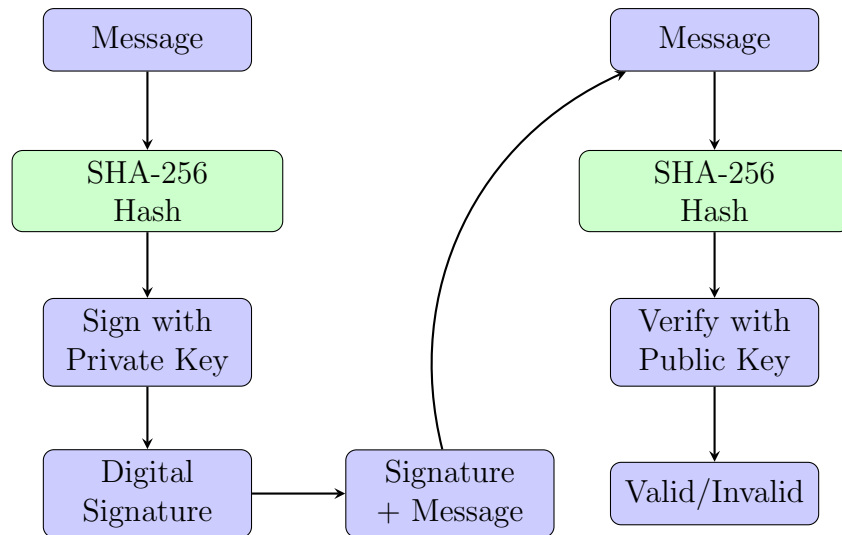 Message
SHA-256
Hash
Sign with
Private Key
Digital
Signature
Signature
+ Message
Message
SHA-256
Hash
Verify with
Public Key
Valid/Invalid